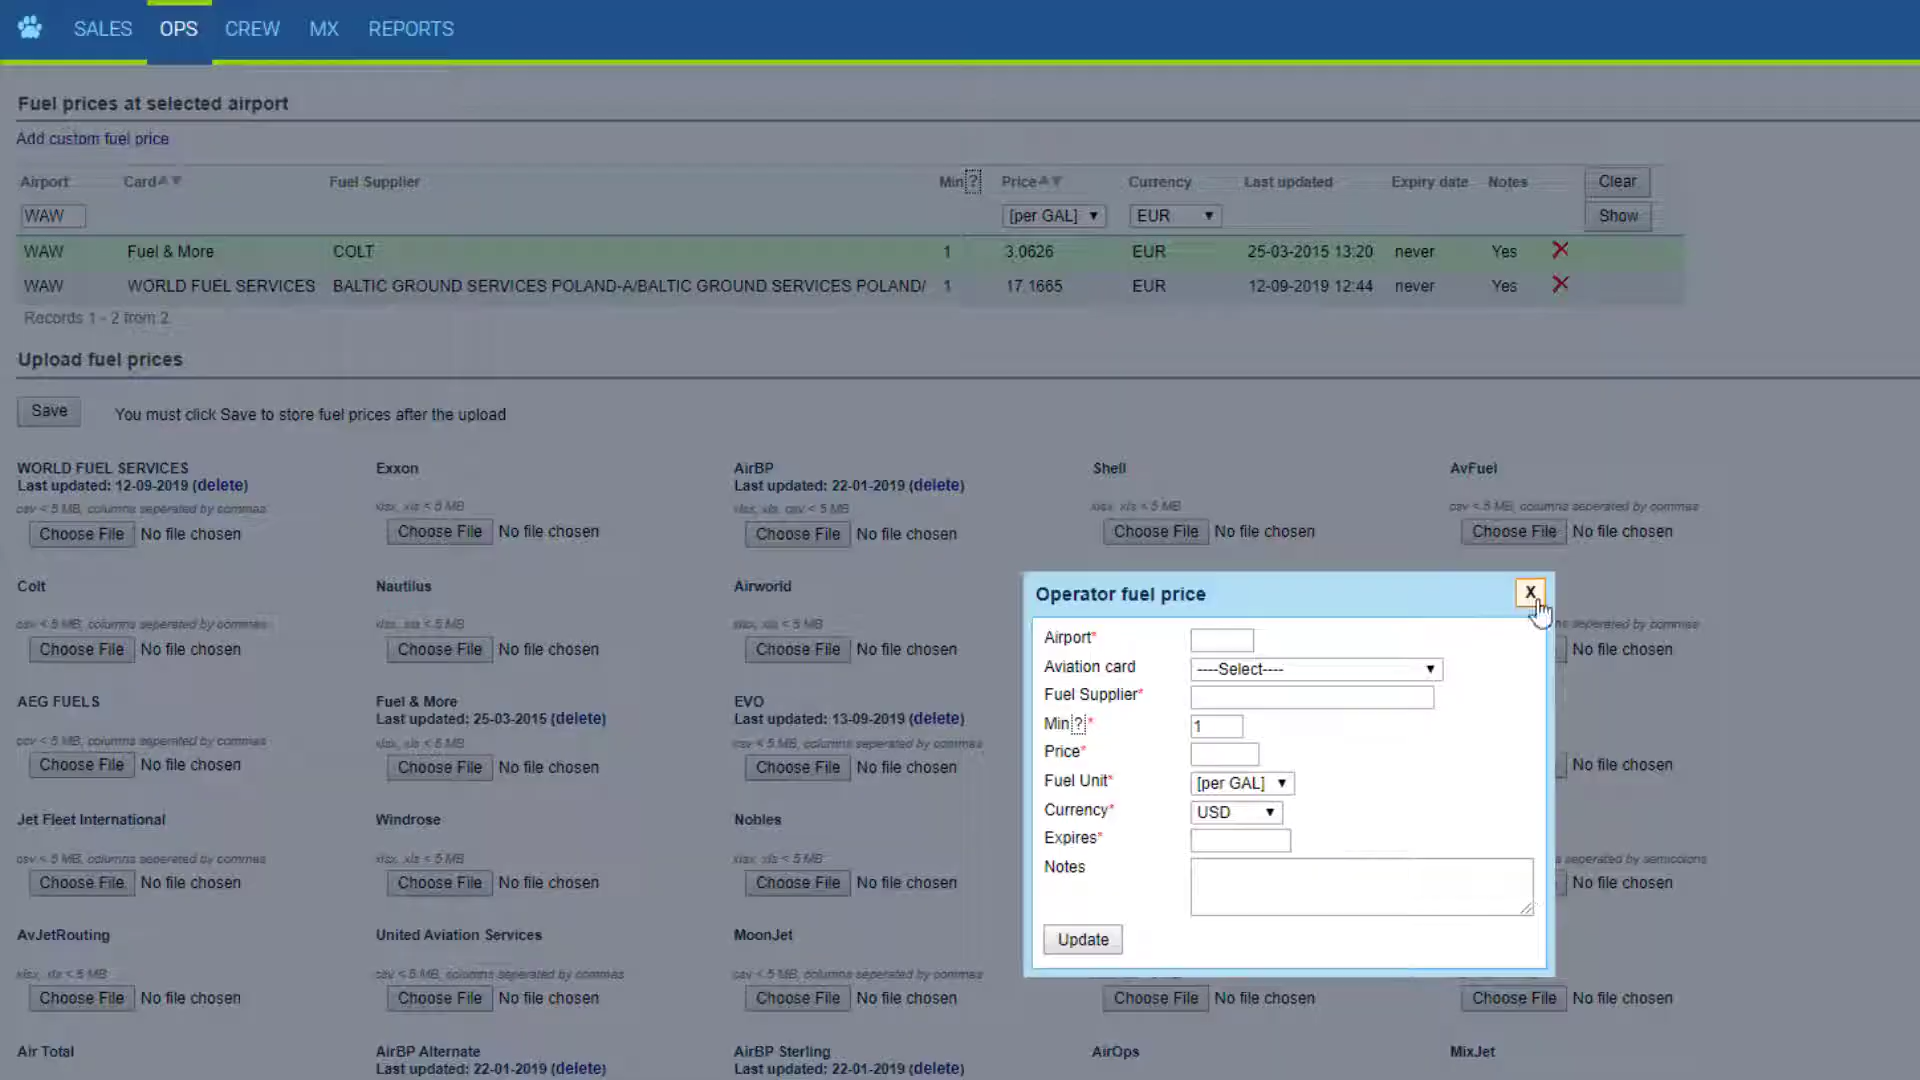 SALES OPS CREW MX REPORTS
Fuel prices at selected airport
Add custom fuel price
Airport Card Fuel Supplier Min[?] Price Currency Last updated Expiry date Notes Clear
WAW [per GAL] EUR Show
WAW Fuel & More COLT 1 3.0626 EUR 25-03-2015 13:20 never Yes
WAW WORLD FUEL SERVICES BALTIC GROUND SERVICES POLAND-A/BALTIC GROUND SERVICES POLAND/ 1 17.1665 EUR 12-09-2019 12:44 never Yes
Records 1 - 2 from 2
Upload fuel prices
Save You must click Save to store fuel prices after the upload
WORLD FUEL SERVICES Exxon AirBP Shell AvFuel
Last updated: 12-09-2019 (delete) Last updated: 22-01-2019 (delete)
csv < 5 MB, columns seperated by commas xlsx, xls < 5 MB xlsx, xls, csv < 5 MB xlsx, xls < 5 MB csv < 5 MB, columns seperated by commas
Choose File No file chosen Choose File No file chosen Choose File No file chosen Choose File No file chosen Choose File No file chosen
Colt Nautilus Airworld
csv < 5 MB, columns seperated by commas xlsx, xls < 5 MB xlsx, xls < 5 MB seperated by commas
Choose File No file chosen Choose File No file chosen Choose File No file chosen No file chosen
AEG FUELS Fuel & More EVO
Last updated: 25-03-2015 (delete) Last updated: 13-09-2019 (delete)
csv < 5 MB, columns seperated by commas xlsx, xls < 5 MB csv < 5 MB, columns seperated by commas
Choose File No file chosen Choose File No file chosen Choose File No file chosen No file chosen
Jet Fleet International Windrose Nobles
csv < 5 MB, columns seperated by commas xlsx, xls < 5 MB xlsx, xls < 5 MB seperated by semicolons
Choose File No file chosen Choose File No file chosen Choose File No file chosen No file chosen
AvJetRouting United Aviation Services MoonJet
xlsx, xls < 5 MB csv < 5 MB, columns seperated by commas csv < 5 MB, columns seperated by commas
Choose File No file chosen Choose File No file chosen Choose File No file chosen Choose File No file chosen Choose File No file chosen
Air Total AirBP Alternate AirBP Sterling AirOps MixJet
Last updated: 22-01-2019 (delete) Last updated: 22-01-2019 (delete)
Operator fuel price X
Airport*
Aviation card ----Select----
Fuel Supplier*
Min[?]* 1
Price*
Fuel Unit* [per GAL]
Currency* USD
Expires*
Notes
Update